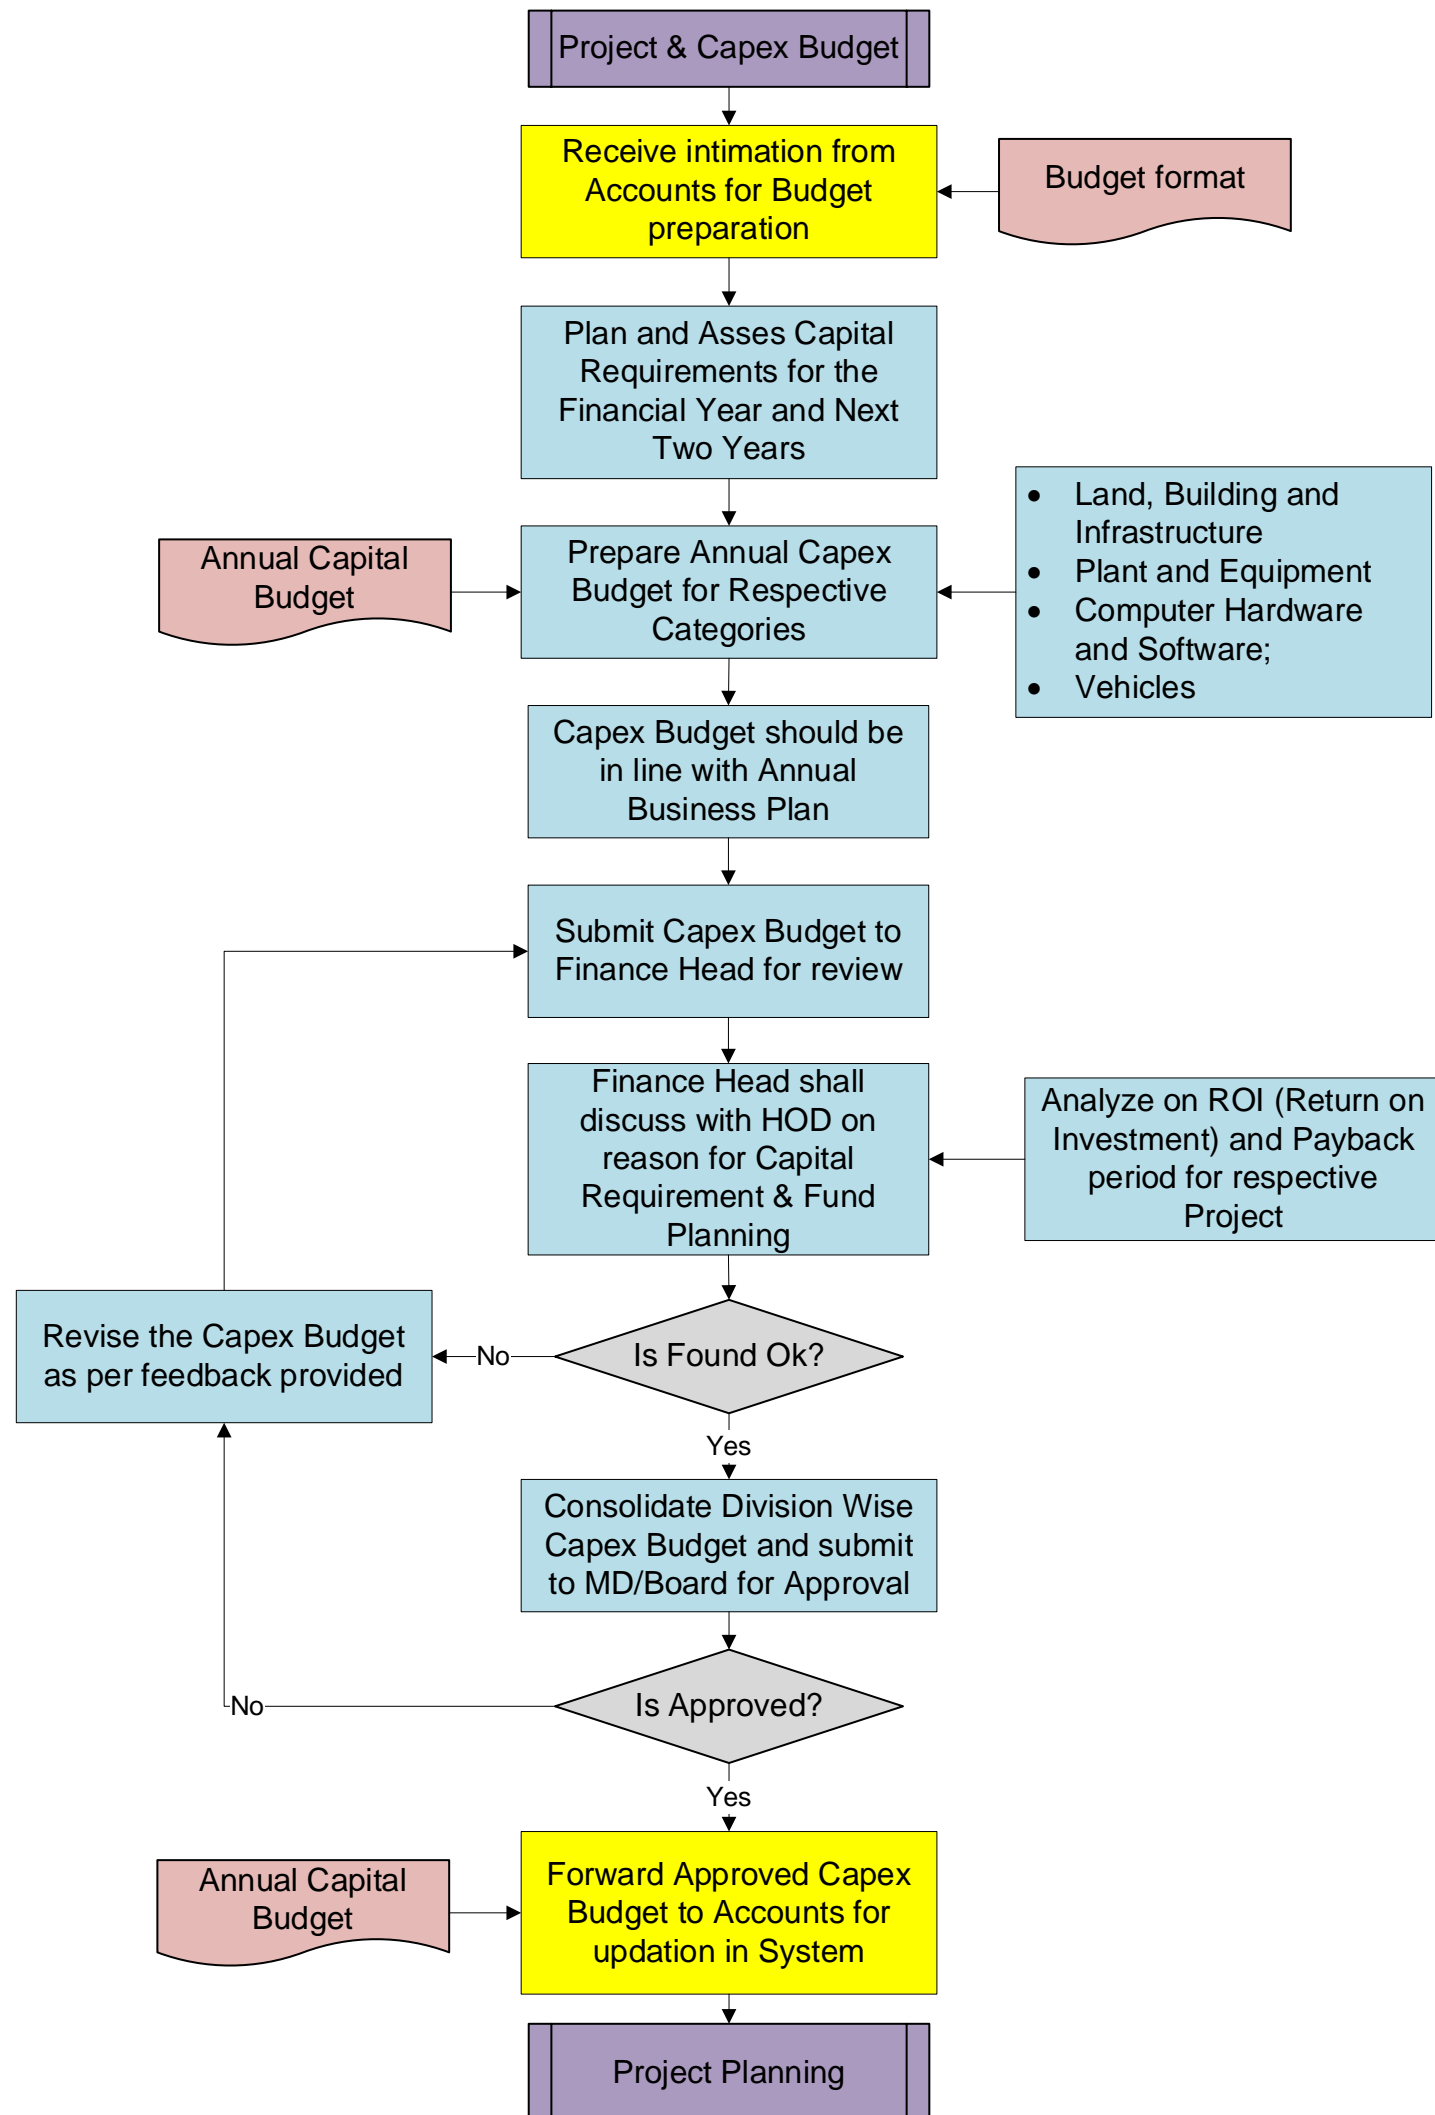 Project & Capex Budget
Receive intimation from
Accounts for Budget
preparation
Budget format
Plan and Asses Capital
Requirements for the
Financial Year and Next
Two Years
Annual Capital
Budget
Prepare Annual Capex
Budget for Respective
Categories
• Land, Building and
Infrastructure
• Plant and Equipment
• Computer Hardware
and Software;
• Vehicles
Capex Budget should be
in line with Annual
Business Plan
Submit Capex Budget to
Finance Head for review
Finance Head shall
discuss with HOD on
reason for Capital
Requirement & Fund
Planning
Analyze on ROI (Return on
Investment) and Payback
period for respective
Project
Revise the Capex Budget
as per feedback provided
No
Is Found Ok?
Yes
Consolidate Division Wise
Capex Budget and submit
to MD/Board for Approval
No
Is Approved?
Yes
Annual Capital
Budget
Forward Approved Capex
Budget to Accounts for
updation in System
Project Planning